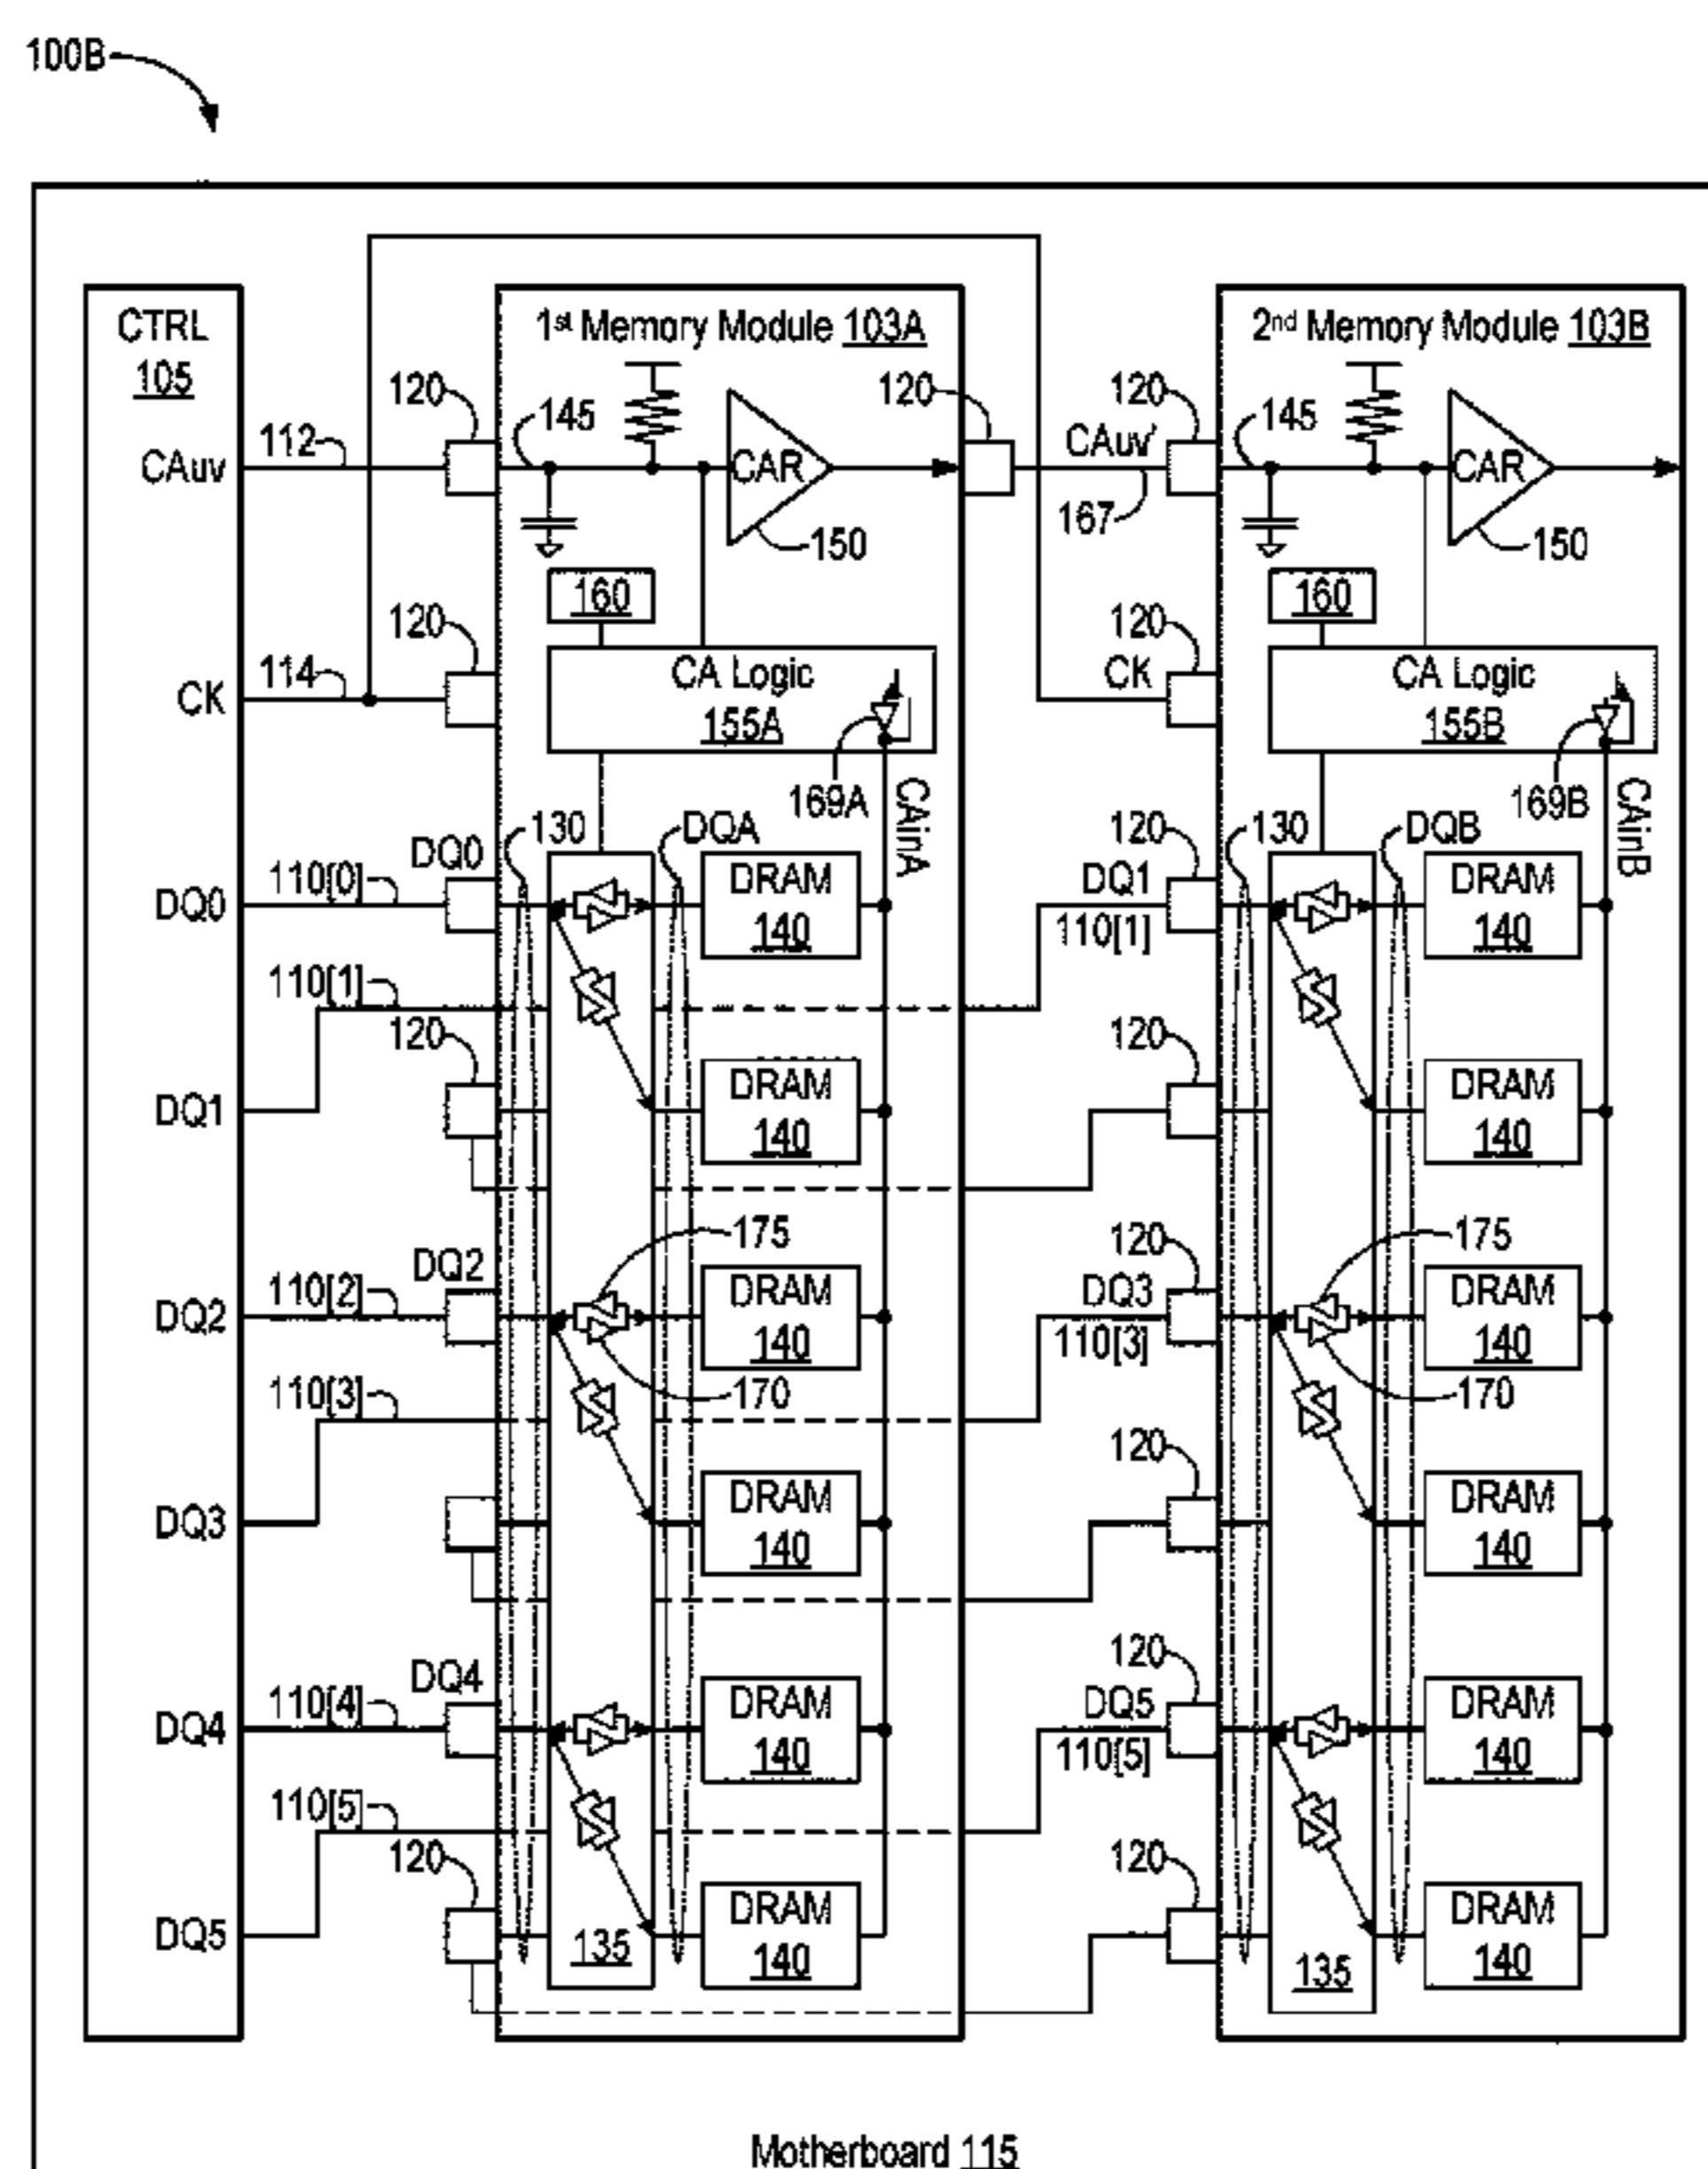 100B
CTRL
105
1st Memory Module 103A
2nd Memory Module 103B
120
145
120
120
145
CAuv
112
CAR
CAuv'
CAR
150
167
150
160
160
120
120
CK
114
CA Logic
155A
CK
CA Logic
155B
169A
CAinA
169B
CAinB
DQ0
110[0]
DQ0
130
DQA
DRAM
140
120
DQ1
110[1]
130
DQB
DRAM
140
110[1]
DQ1
120
DRAM
140
120
DRAM
140
175
120
175
DQ2
110[2]
DQ2
DRAM
140
DQ3
110[3]
DRAM
140
170
170
110[3]
DQ3
DRAM
140
120
DRAM
140
120
DQ4
110[4]
DQ4
DRAM
140
DQ5
110[5]
DRAM
140
110[5]
120
120
DQ5
135
DRAM
140
135
DRAM
140
Motherboard 115